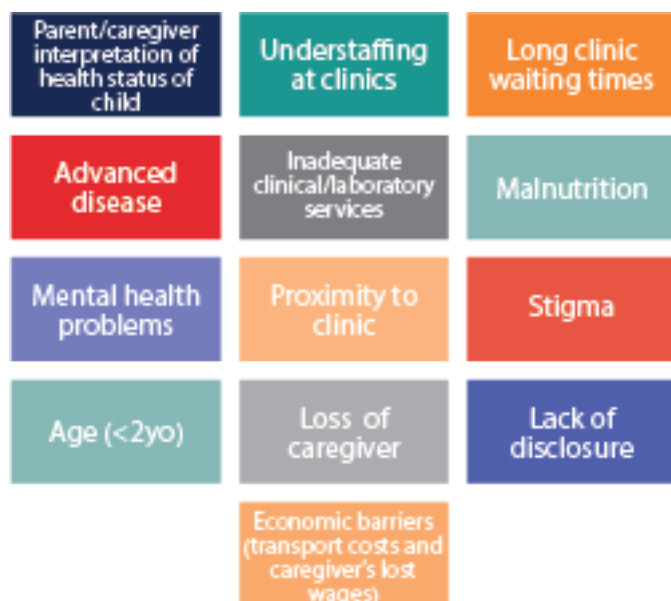 Parent/caregiver
interpretation of
health status of
child
Understaffing
at clinics
Long clinic
waiting times
Advanced
disease
Inadequate
clinical/laboratory
services
Malnutrition
Mental health
problems
Proximity to
clinic
Stigma
Age (<2yo)
Loss of
caregiver
Lack of
disclosure
Economic barriers
(transport costs and
caregiver's lost
wages)